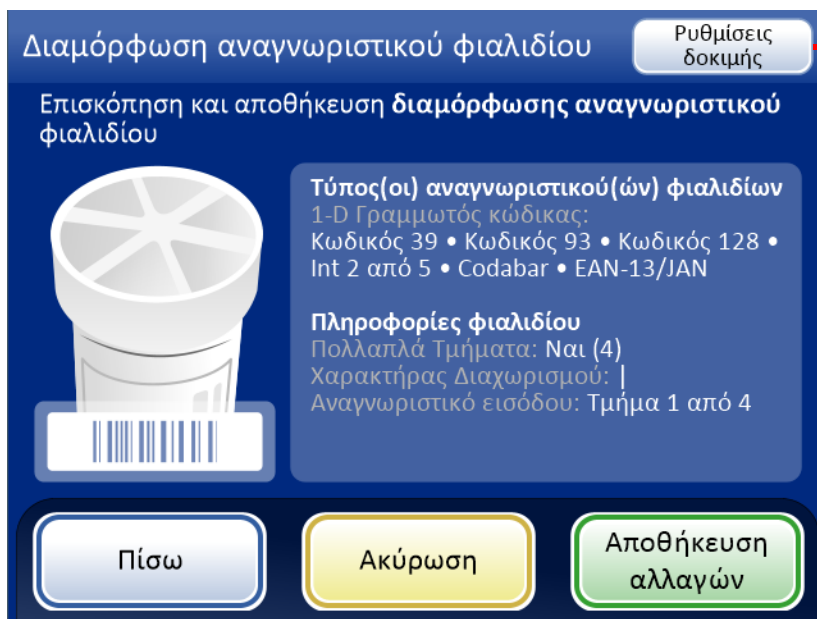 Διαμόρφωση αναγνωριστικού φιαλιδίου
Ρυθμίσεις
δοκιμής
Επισκόπηση και αποθήκευση διαμόρφωσης αναγνωριστικού
φιαλιδίου
Τύπος(οι) αναγνωριστικού(ών) φιαλιδίων
1-D Γραμμωτός κώδικας:
Κωδικός 39 • Κωδικός 93 • Κωδικός 128 •
Int 2 από 5 • Codabar • EAN-13/JAN
Πληροφορίες φιαλιδίου
Πολλαπλά Τμήματα: Ναι (4)
Χαρακτήρας Διαχωρισμού: |
Αναγνωριστικό εισόδου: Τμήμα 1 από 4
Πίσω
Ακύρωση
Αποθήκευση
αλλαγών